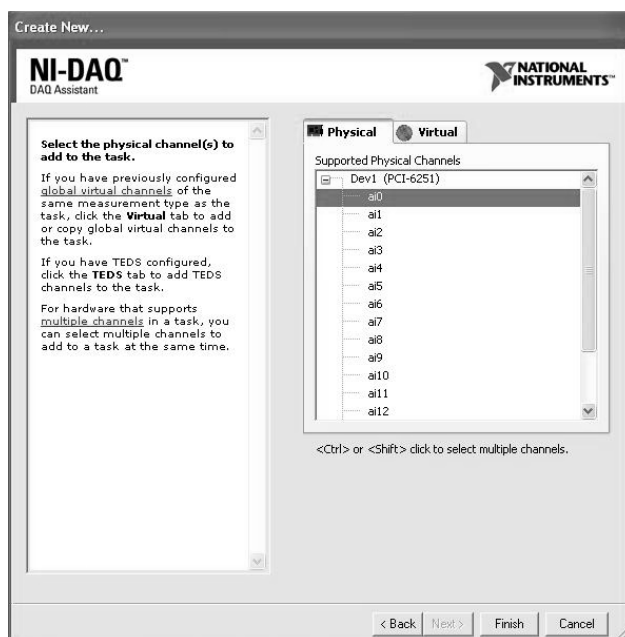 Create New...
NI-DAQ™
DAQ Assistant
NATIONAL
INSTRUMENTS™
Select the physical channel(s) to
add to the task.
If you have previously configured
global virtual channels of the
same measurement type as the
task, click the Virtual tab to add
or copy global virtual channels to
the task.
If you have TEDS configured,
click the TEDS tab to add TEDS
channels to the task.
For hardware that supports
multiple channels in a task, you
can select multiple channels to
add to a task at the same time.
Physical
Virtual
Supported Physical Channels
Dev1 (PCI-6251)
ai0
ai1
ai2
ai3
ai4
ai5
ai6
ai7
ai8
ai9
ai10
ai11
ai12
<Ctrl> or <Shift> click to select multiple channels.
< Back Next > Finish Cancel